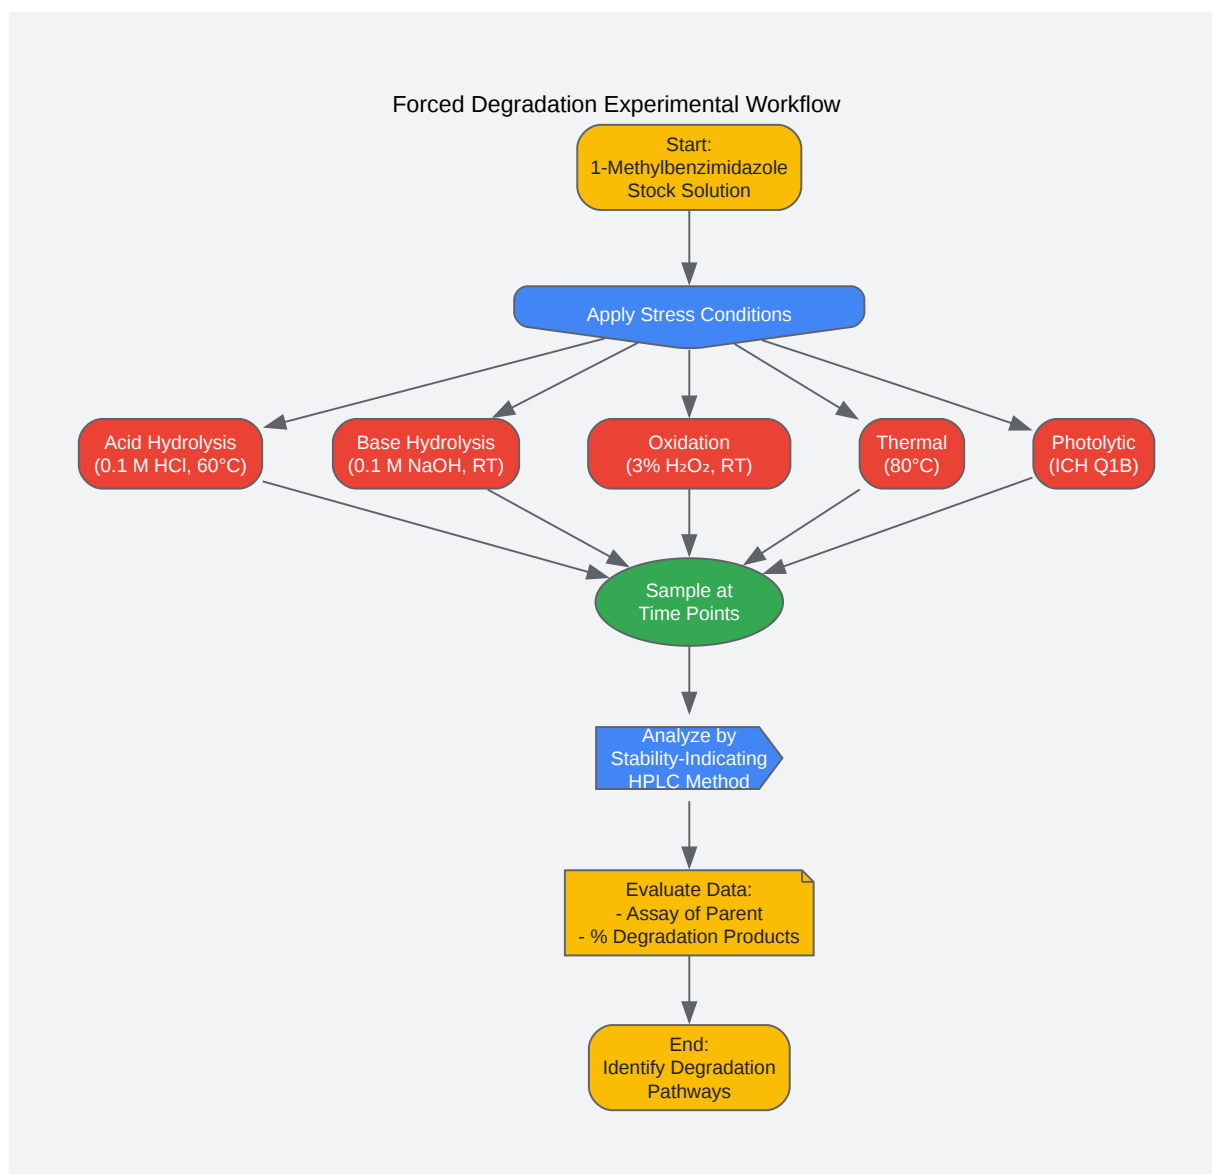 Forced Degradation Experimental Workflow
Start:
1-Methylbenzimidazole
Stock Solution
Apply Stress Conditions
Acid Hydrolysis
(0.1 M HCl, 60°C)
Base Hydrolysis
(0.1 M NaOH, RT)
Oxidation
(3% H₂O₂, RT)
Thermal
(80°C)
Photolytic
(ICH Q1B)
Sample at
Time Points
Analyze by
Stability-Indicating
HPLC Method
Evaluate Data:
- Assay of Parent
- % Degradation Products
End:
Identify Degradation
Pathways